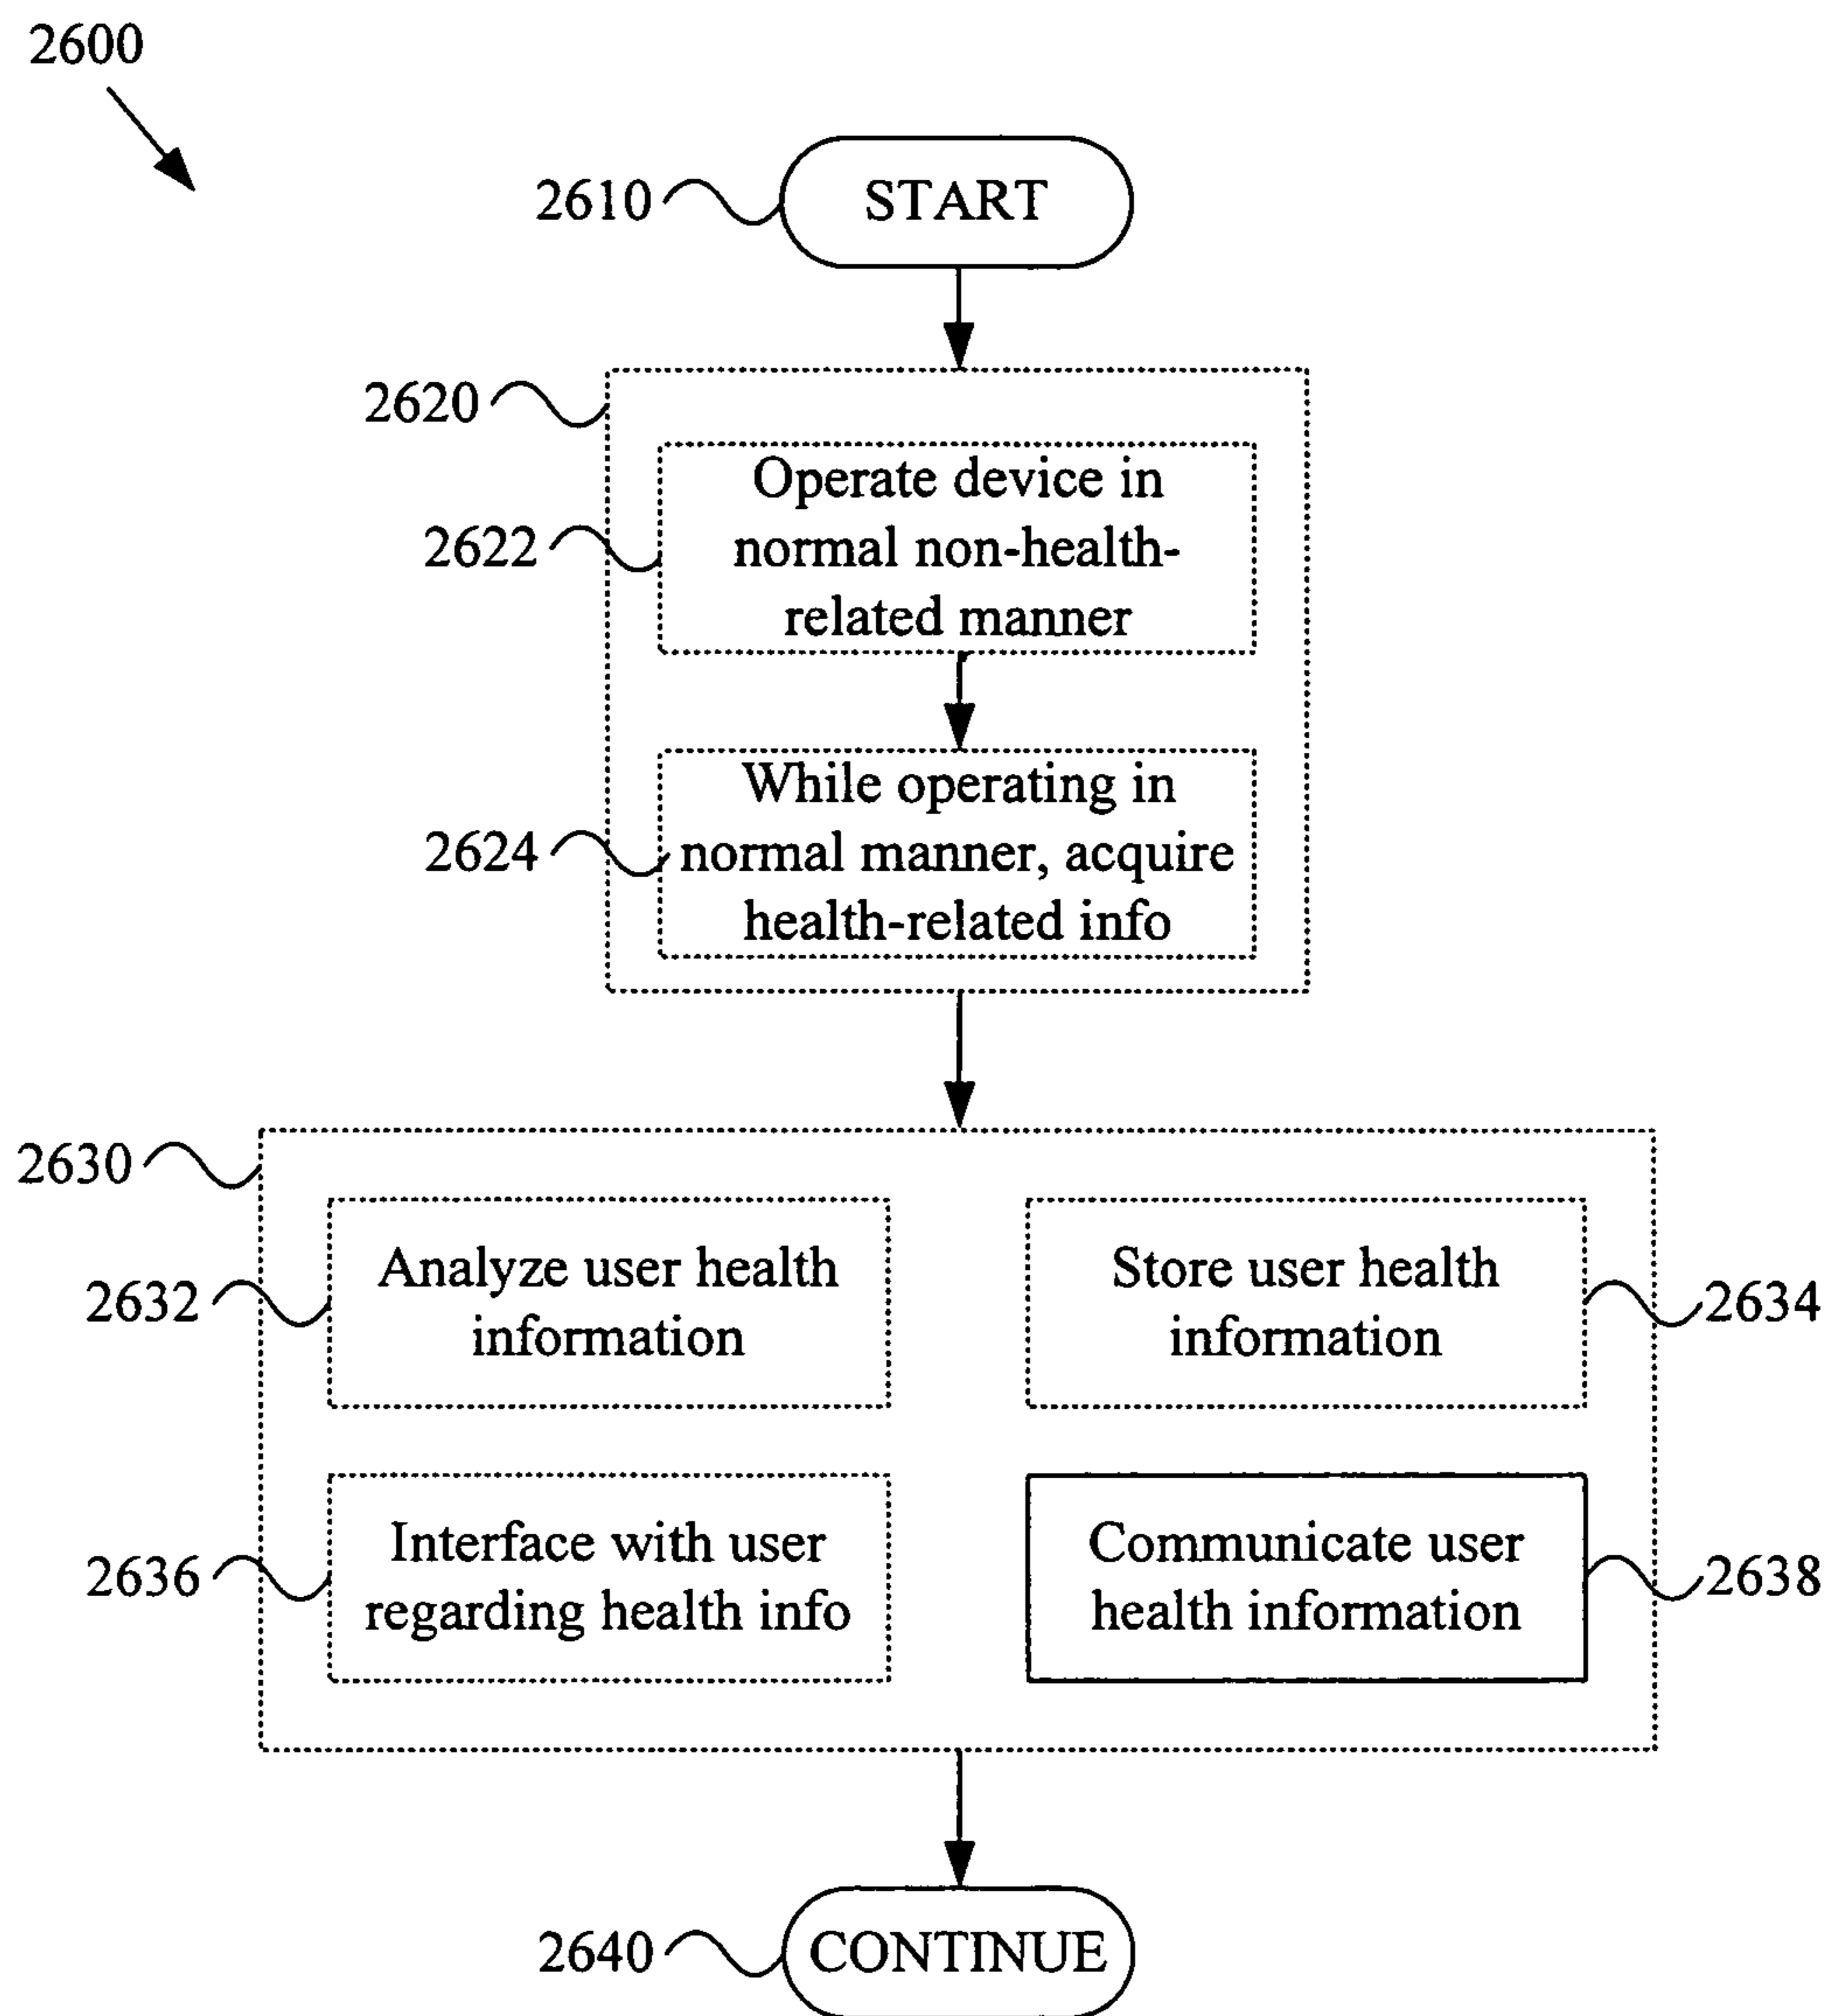 2600
2610
START
2620
2622
Operate device in
normal non-health-
related manner
2624
While operating in
normal manner, acquire
health-related info
2630
2632
Analyze user health
information
Store user health
information
2634
2636
Interface with user
regarding health info
Communicate user
health information
2638
2640
CONTINUE